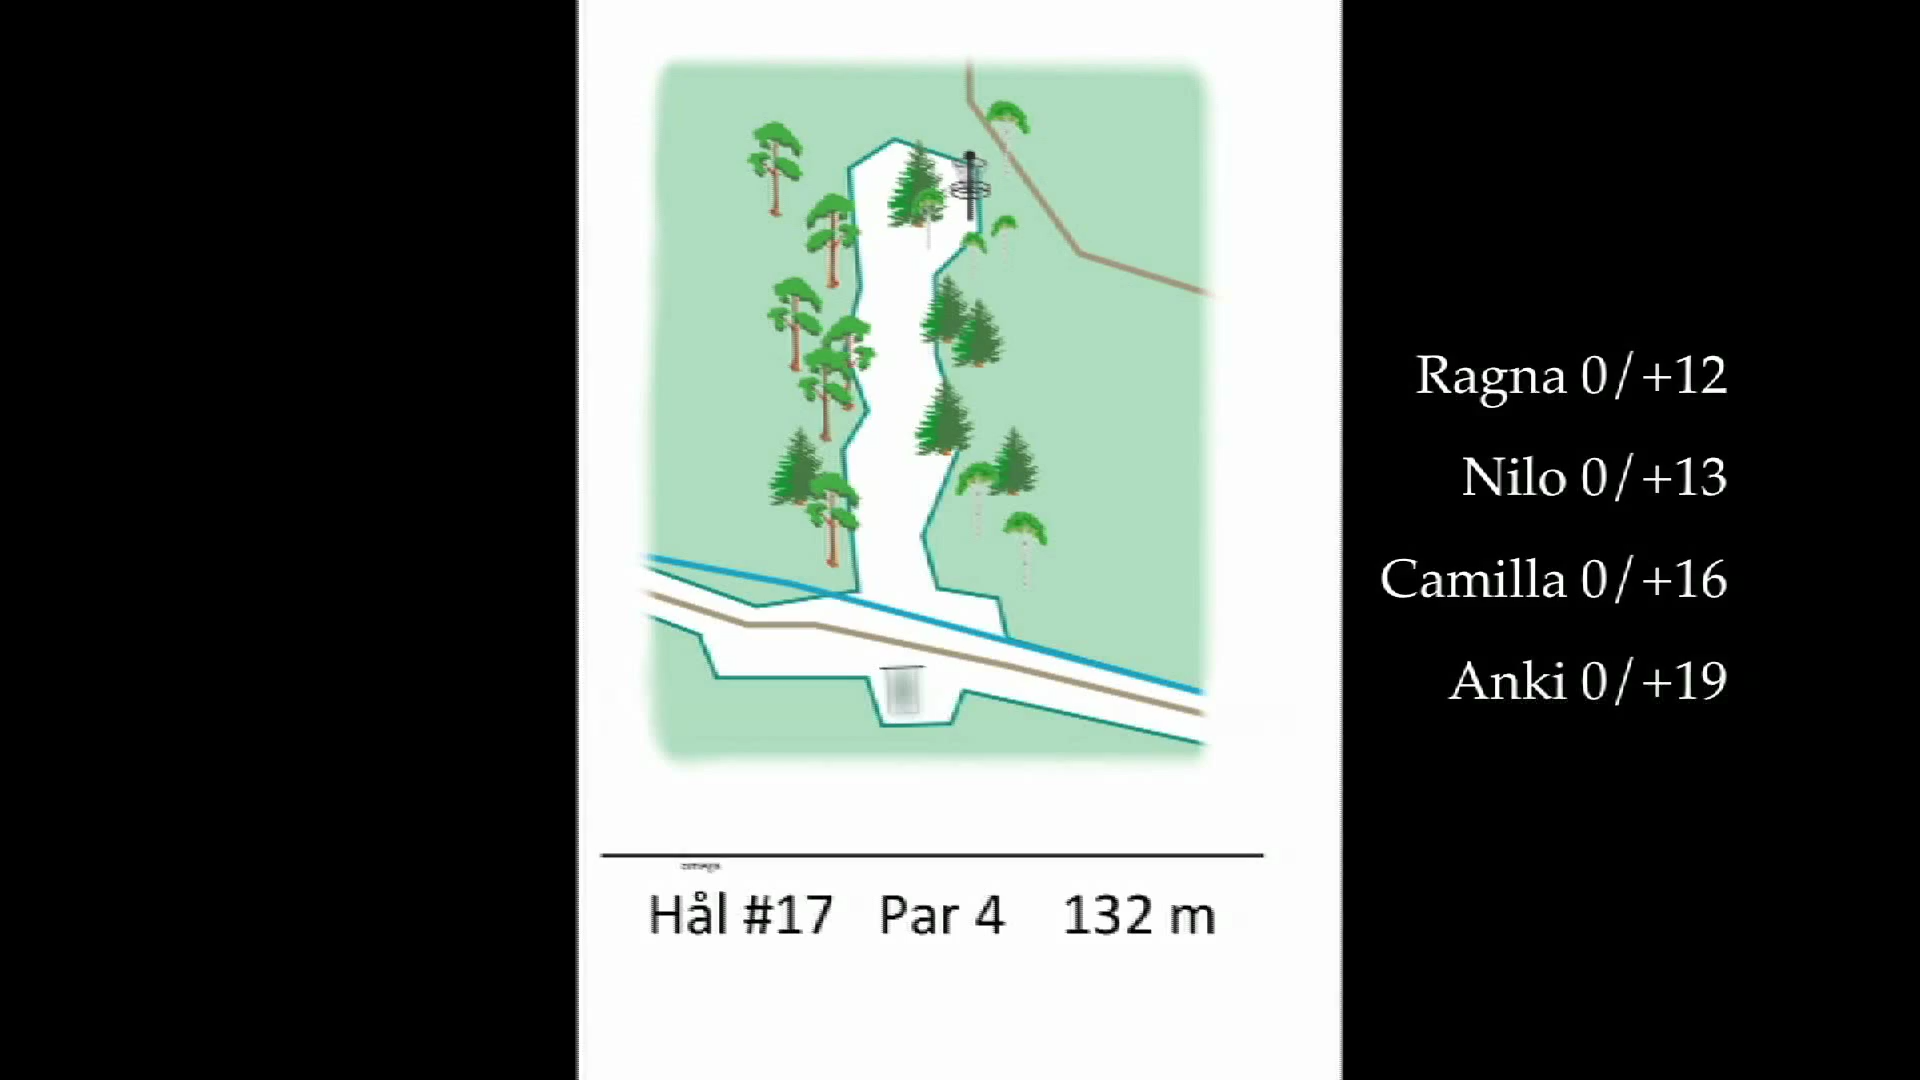 Ragna 0/+12
Nilo 0/+13
Camilla 0/+16
Anki 0/+19
Hål #17 Par 4 132 m